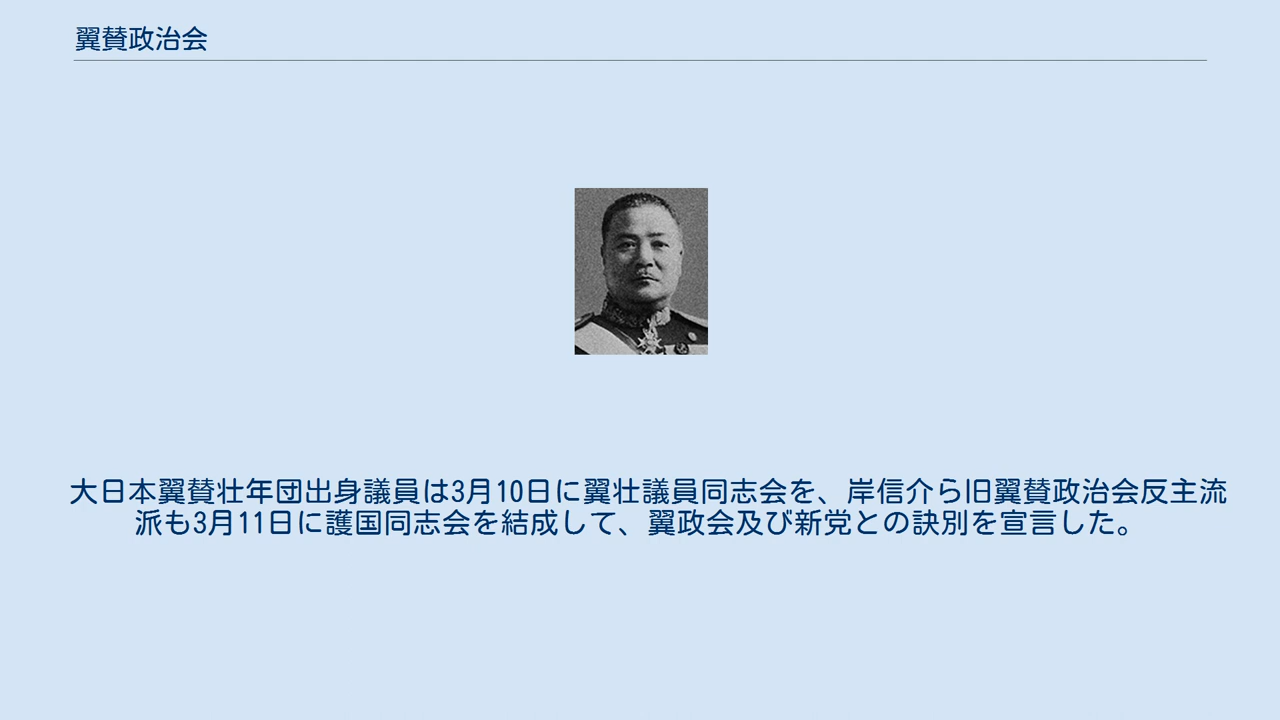 翼賛政治会
大日本翼賛壮年団出身議員は3月10日に翼壮議員同志会を、岸信介ら旧翼賛政治会反主流
派も3月11日に護国同志会を結成して、翼政会及び新党との訣別を宣言した。